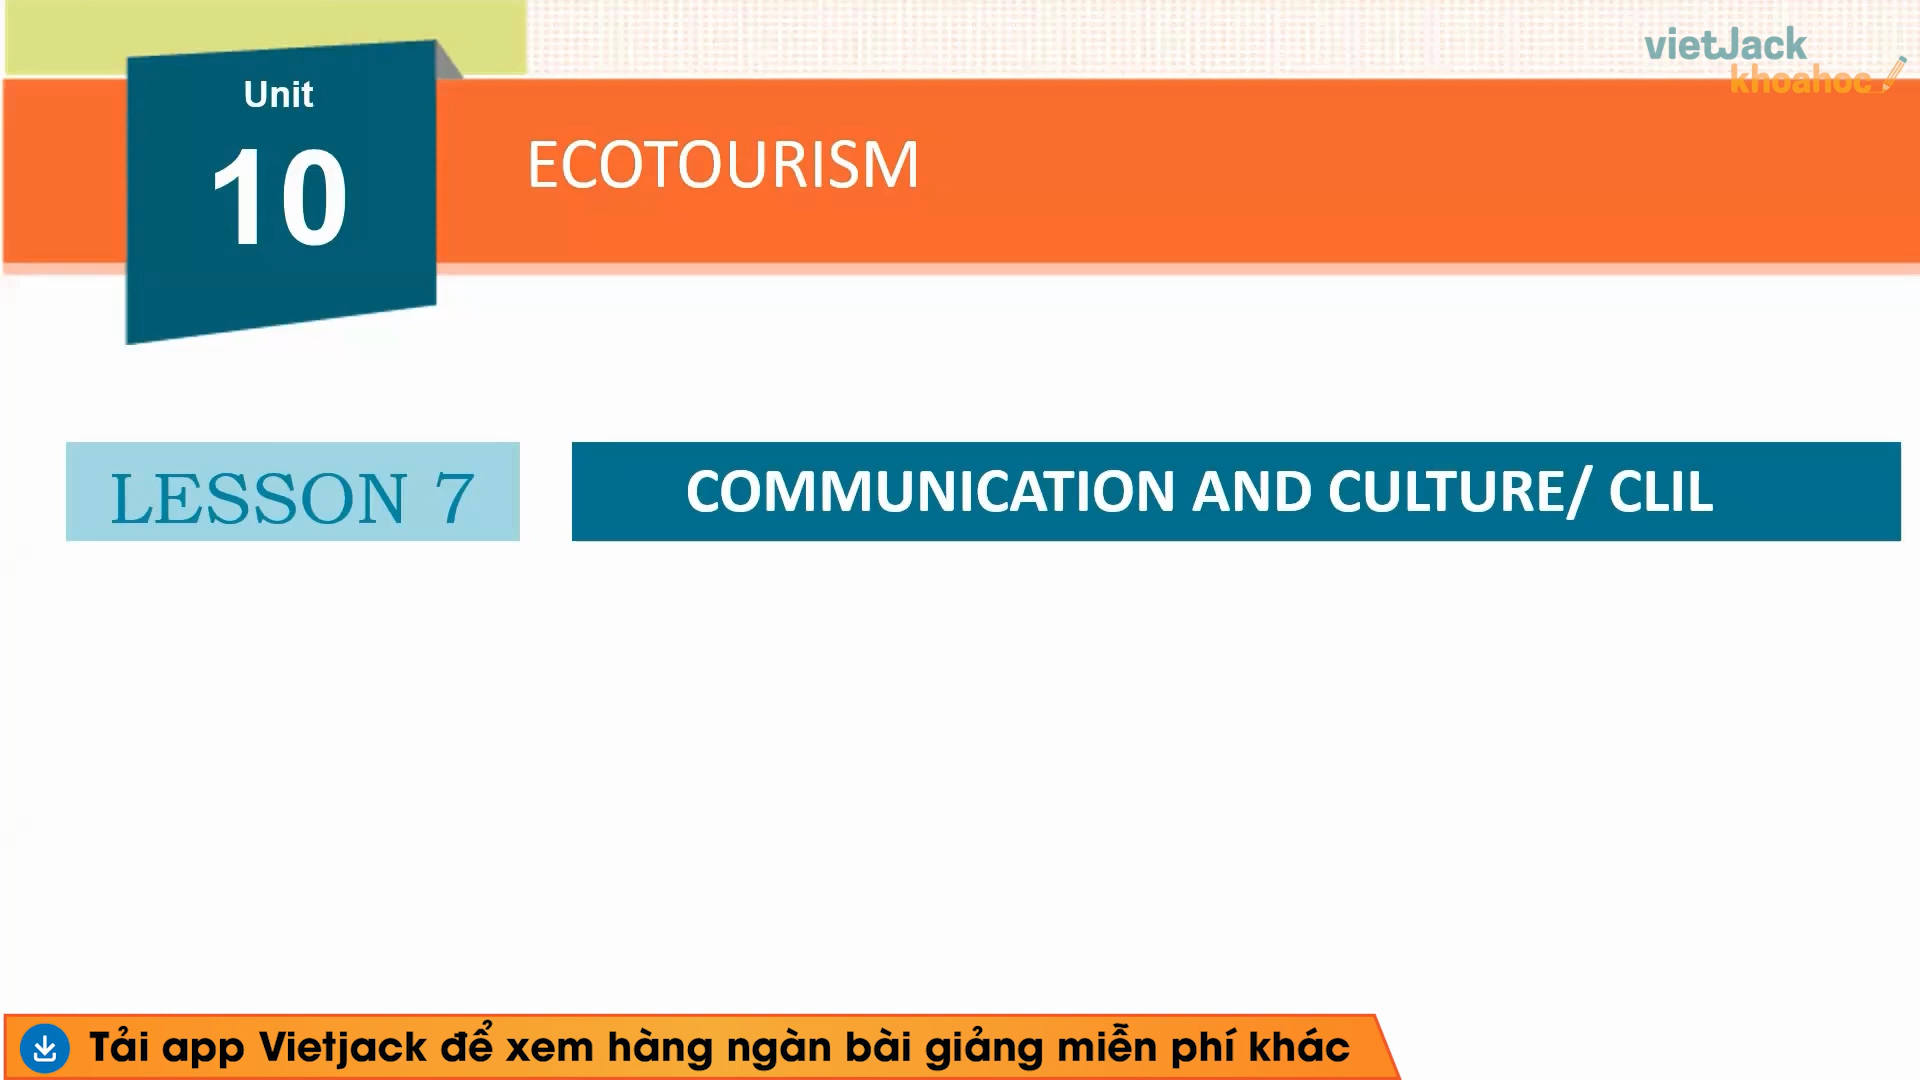 vietJack
khoahoc
Unit
10
ECOTOURISM
LESSON 7
COMMUNICATION AND CULTURE/ CLIL
Tải app Vietjack để xem hàng ngàn bài giảng miễn phí khác